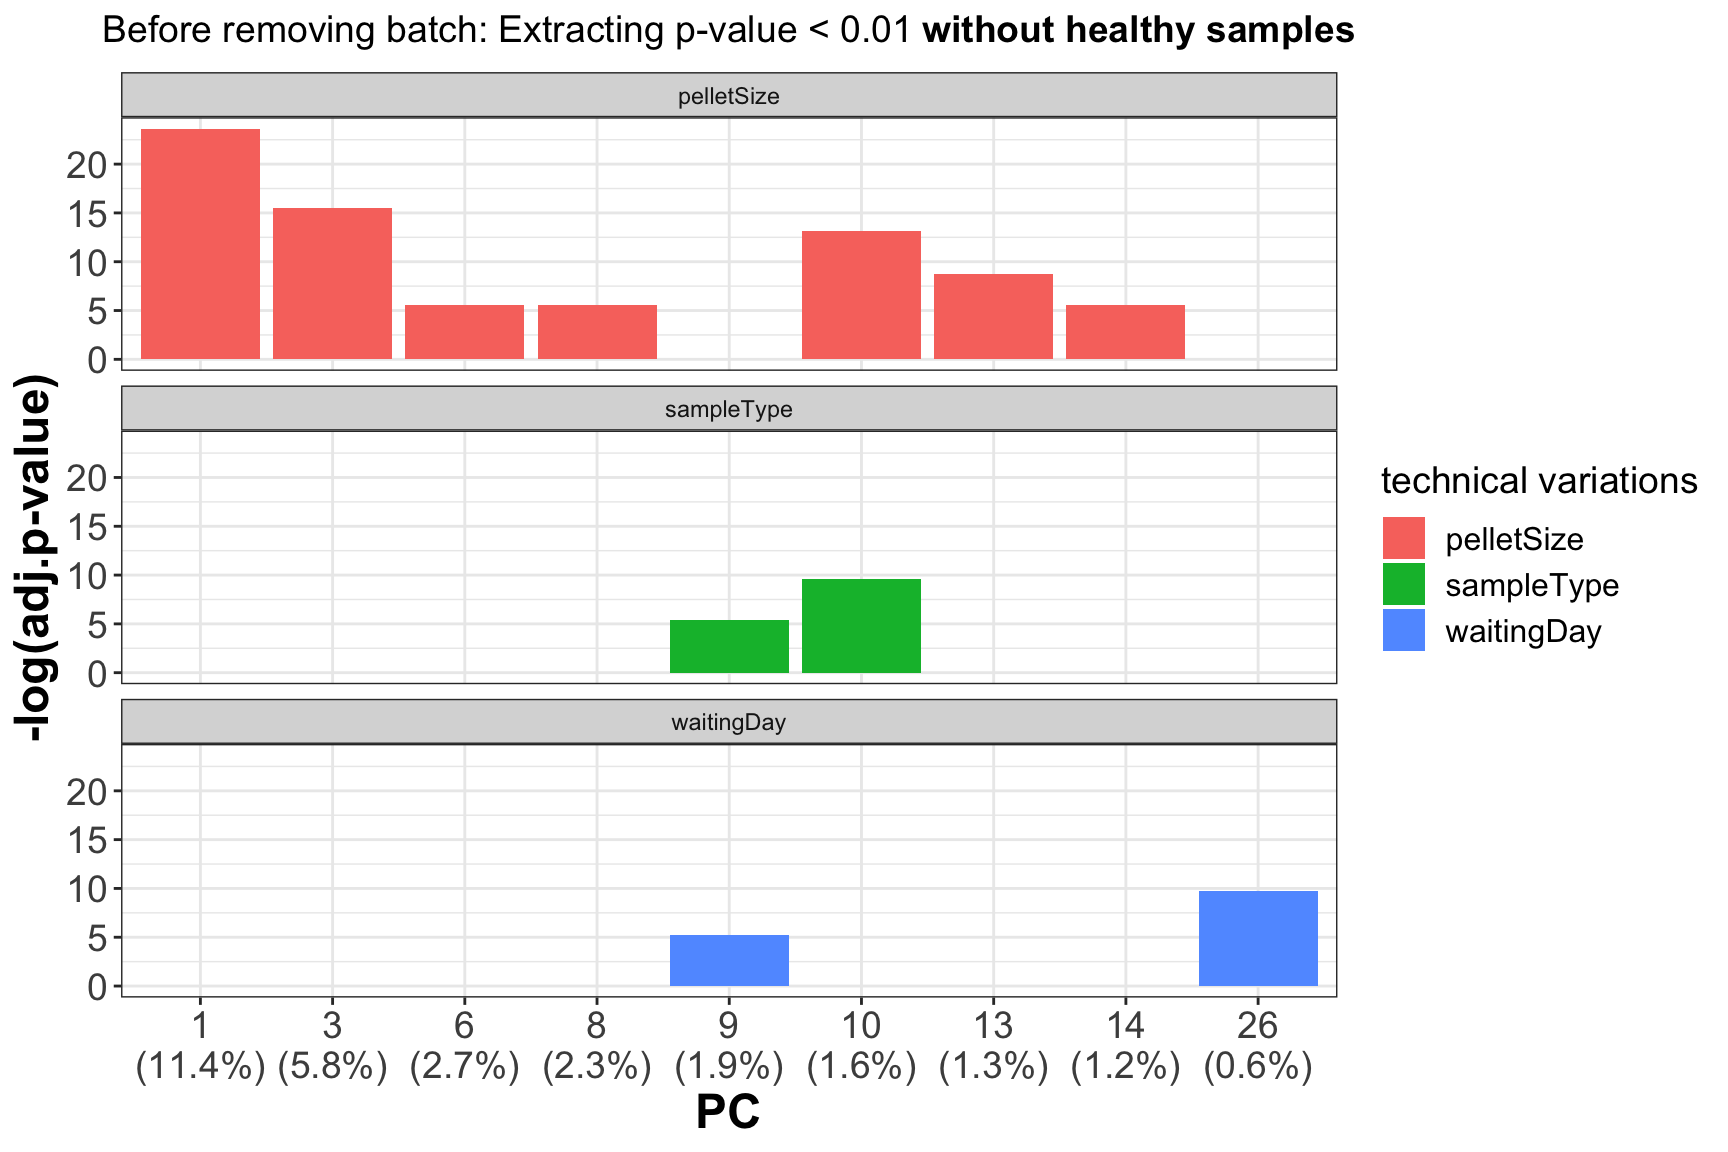 Before removing batch: Extracting p-value < 0.01 without healthy samples
pelletSize
20
15
10
5
0
sampleType
20
15
10
5
0
waitingDay
20
15
10
5
0
-log(adj.p-value)
1 3 6 8 9 10 13 14 26
(11.4%) (5.8%) (2.7%) (2.3%) (1.9%) (1.6%) (1.3%) (1.2%) (0.6%)
PC
technical variations
pelletSize
sampleType
waitingDay